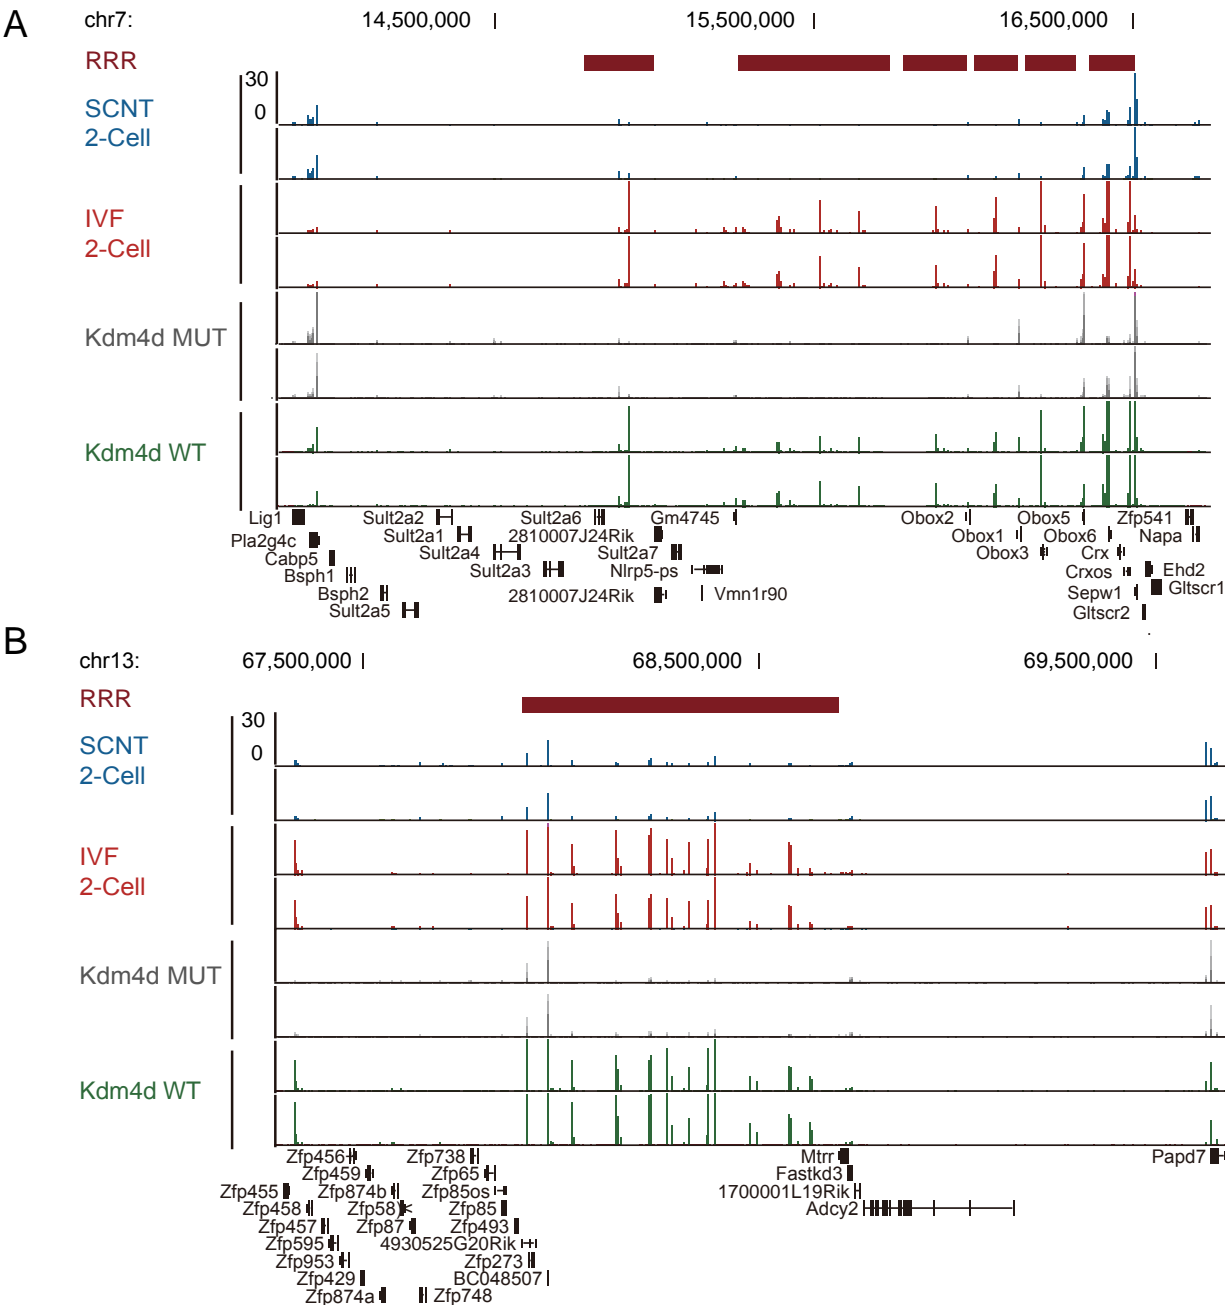 A
chr7: 14,500,000 15,500,000 16,500,000
RRR
30
0
SCNT
2-Cell
IVF
2-Cell
Kdm4d MUT
Kdm4d WT
Lig1 Sult2a2 Sult2a6 Gm4745 Obox2 Obox5 Zfp541
Pla2g4c Sult2a1 2810007J24Rik Obox1 Obox6 Napa
Cabp5 Sult2a4 Sult2a7 Obox3 Crx
Bsph1 Sult2a3 Nlrp5-ps Crxos Ehd2
Bsph2 2810007J24Rik Vmn1r90 Sepw1 Gltscr1
Sult2a5 Gltscr2
B
chr13: 67,500,000 68,500,000 69,500,000
RRR
30
0
SCNT
2-Cell
IVF
2-Cell
Kdm4d MUT
Kdm4d WT
Zfp456 Zfp738 Mtrr Papd7
Zfp459 Zfp65 Fastkd3
Zfp455 Zfp874b Zfp85os 1700001L19Rik
Zfp458 Zfp58 Zfp85 Adcy2
Zfp457 Zfp87 Zfp493
Zfp595 4930525G20Rik
Zfp953 Zfp273
Zfp429 BC048507
Zfp874a Zfp748